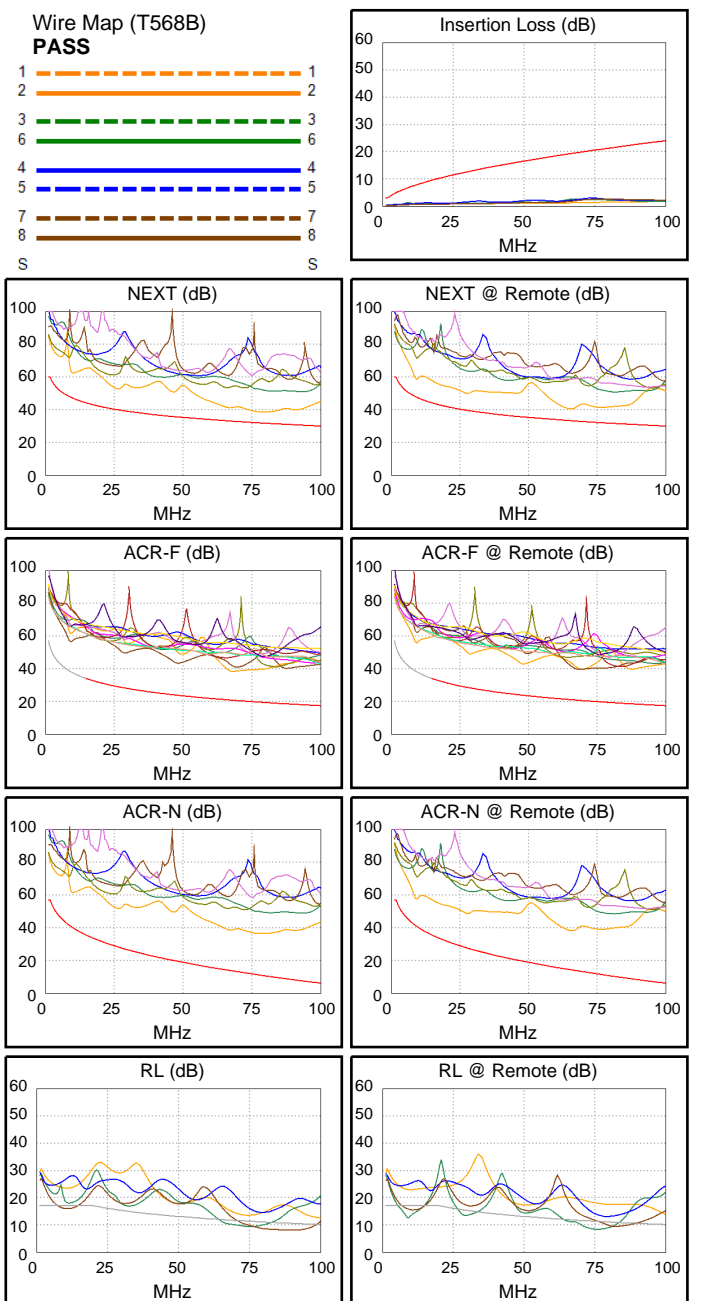 Wire Map (T568B)
PASS
1 1
2 2
3 3
6 6
4 4
5 5
7 7
8 8
S S
Insertion Loss (dB)
60
50
40
30
20
10
0
0 25 50 75 100
MHz
NEXT (dB)
100
80
60
40
20
0
0 25 50 75 100
MHz
NEXT @ Remote (dB)
100
80
60
40
20
0
0 25 50 75 100
MHz
ACR-F (dB)
100
80
60
40
20
0
0 25 50 75 100
MHz
ACR-F @ Remote (dB)
100
80
60
40
20
0
0 25 50 75 100
MHz
ACR-N (dB)
100
80
60
40
20
0
0 25 50 75 100
MHz
ACR-N @ Remote (dB)
100
80
60
40
20
0
0 25 50 75 100
MHz
RL (dB)
60
50
40
30
20
10
0
0 25 50 75 100
MHz
RL @ Remote (dB)
60
50
40
30
20
10
0
0 25 50 75 100
MHz